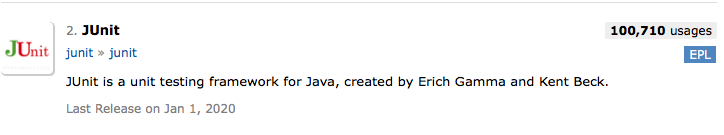 JUnit
2. JUnit
100,710 usages
junit » junit
EPL
JUnit is a unit testing framework for Java, created by Erich Gamma and Kent Beck.
Last Release on Jan 1, 2020